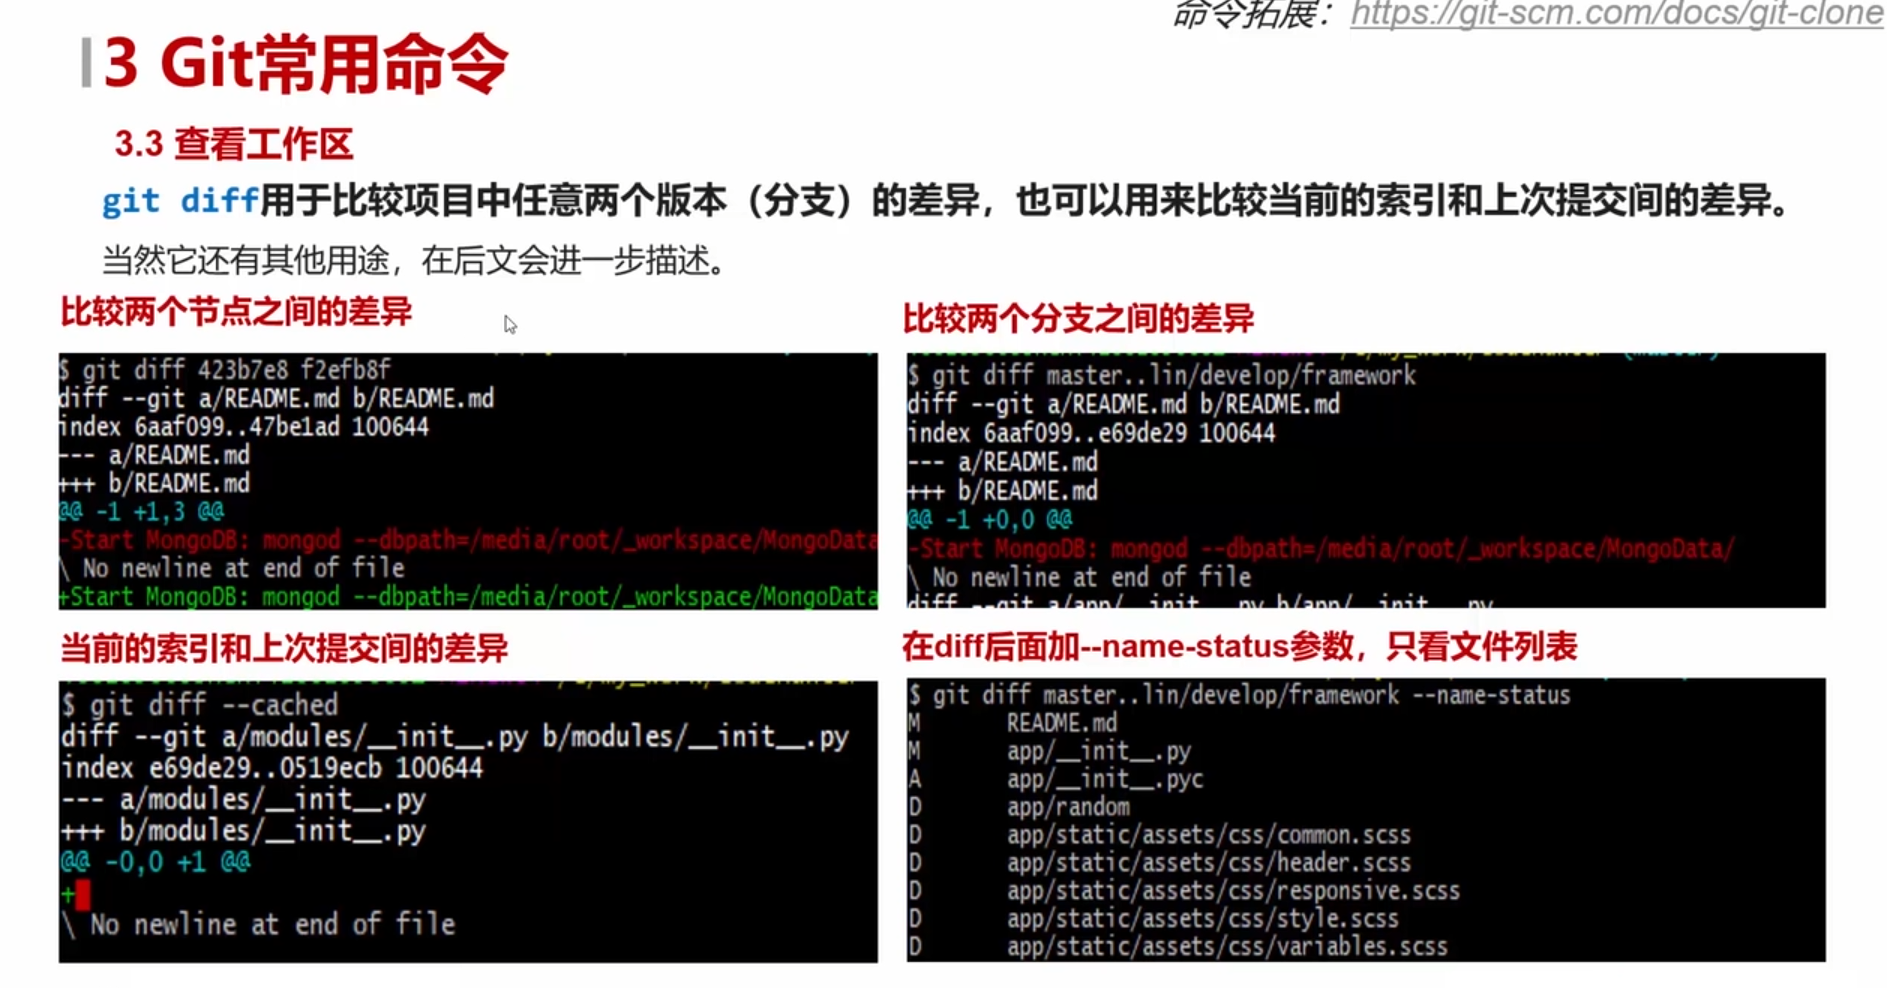 命令拓展：https://git-scm.com/docs/git-clone
3 Git常用命令
3.3 查看工作区
git diff用于比较项目中任意两个版本（分支）的差异，也可以用来比较当前的索引和上次提交间的差异。
当然它还有其他用途，在后文会进一步描述。
比较两个节点之间的差异
$ git diff 423b7e8 f2efb8f
diff --git a/README.md b/README.md
index 6aaf099..47be1ad 100644
--- a/README.md
+++ b/README.md
@@ -1 +1,3 @@
-Start MongoDB: mongod --dbpath=/media/root/_workspace/MongoData
\ No newline at end of file
+Start MongoDB: mongod --dbpath=/media/root/_workspace/MongoData
比较两个分支之间的差异
$ git diff master..lin/develop/framework
diff --git a/README.md b/README.md
index 6aaf099..e69de29 100644
--- a/README.md
+++ b/README.md
@@ -1 +0,0 @@
-Start MongoDB: mongod --dbpath=/media/root/_workspace/MongoData/
\ No newline at end of file
diff --git a/app/__init__.py b/app/__init__.py
当前的索引和上次提交间的差异
$ git diff --cached
diff --git a/modules/__init__.py b/modules/__init__.py
index e69de29..0519ecb 100644
--- a/modules/__init__.py
+++ b/modules/__init__.py
@@ -0,0 +1 @@
+
\ No newline at end of file
在diff后面加--name-status参数，只看文件列表
$ git diff master..lin/develop/framework --name-status
M README.md
M app/__init__.py
A app/__init__.pyc
D app/random
D app/static/assets/css/common.scss
D app/static/assets/css/header.scss
D app/static/assets/css/responsive.scss
D app/static/assets/css/style.scss
D app/static/assets/css/variables.scss